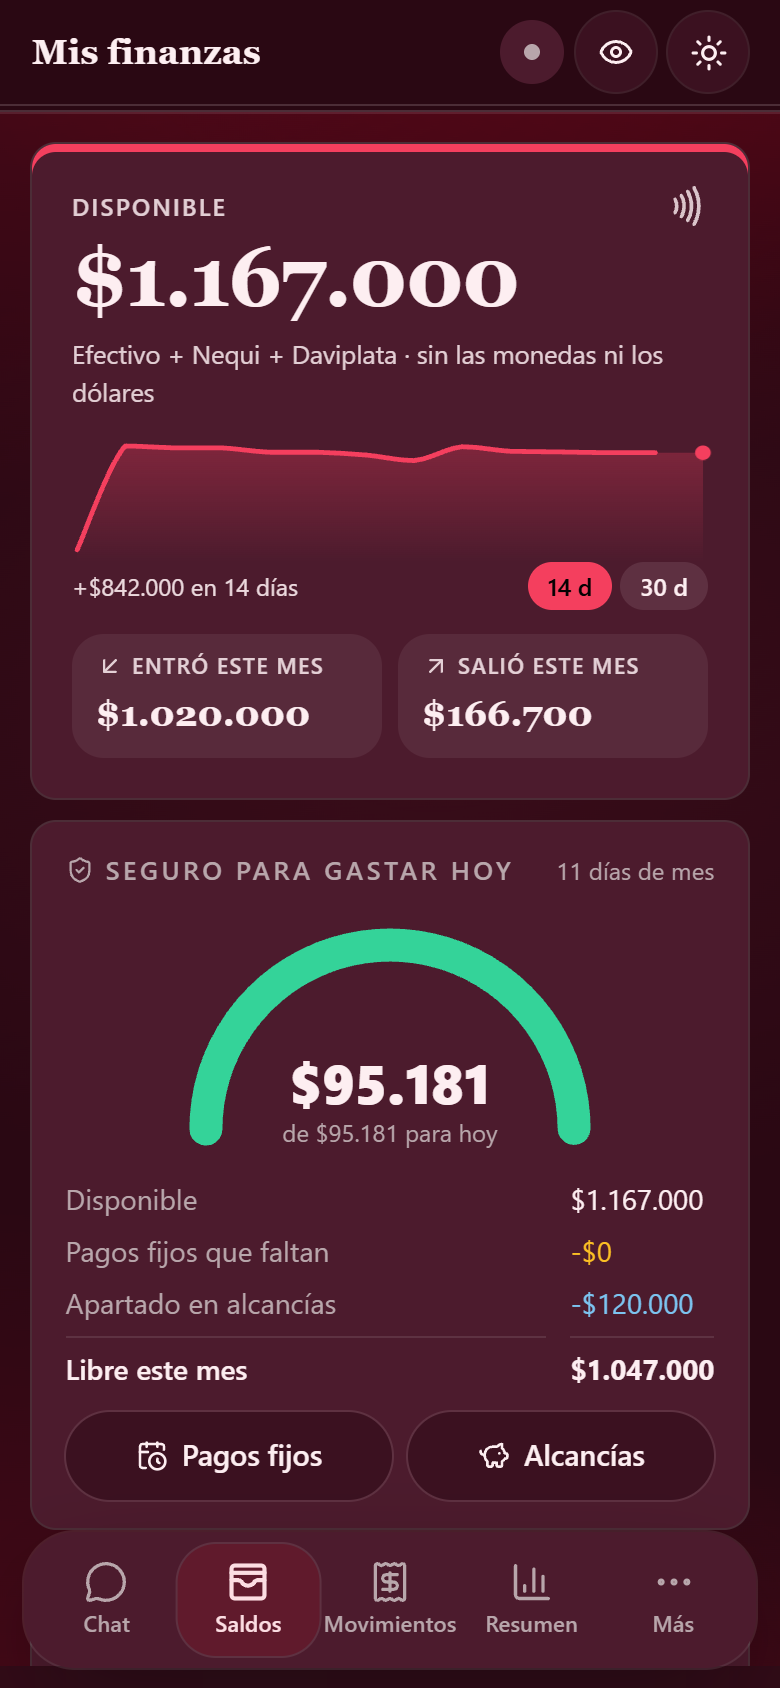 Mis finanzas
DISPONIBLE
$1.167.000
Efectivo + Nequi + Daviplata · sin las monedas ni los
dólares
+$842.000 en 14 días
14 d
30 d
ENTRÓ ESTE MES
$1.020.000
SALIÓ ESTE MES
$166.700
SEGURO PARA GASTAR HOY
11 días de mes
$95.181
de $95.181 para hoy
Disponible $1.167.000
Pagos fijos que faltan -$0
Apartado en alcancías -$120.000
Libre este mes $1.047.000
Pagos fijos
Alcancías
Chat
Saldos
Movimientos
Resumen
Más